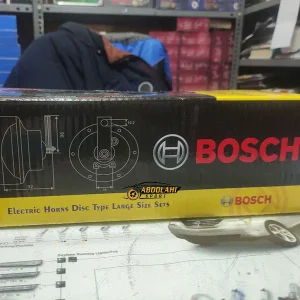 BOSCH
ABDOLAHI
BOSCH
Electric Horns Disc Type Large Size Sets